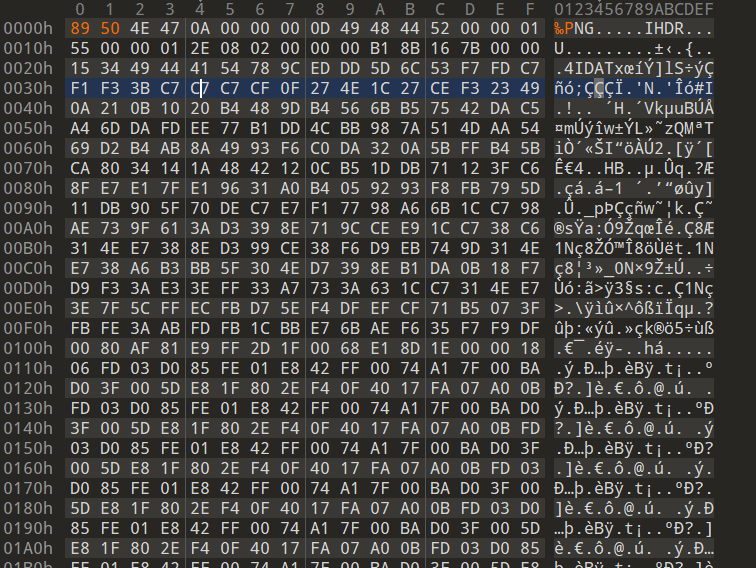 0 1 2 3 4 5 6 7 8 9 A B C D E F 0123456789ABCDEF
0000h 89 50 4E 47 0A 00 00 00 0D 49 48 44 52 00 00 01 ‰PNG.....IHDR...
0010h 55 00 00 01 2E 08 02 00 00 00 B1 8B 16 7B 00 00 U.........±‹.{..
0020h 15 34 49 44 41 54 78 9C ED DD 5D 6C 53 F7 FD C7 .4IDATxœíÝ]lS÷ýÇ
0030h F1 F3 3B C7 C7 C7 CF 0F 27 4E 1C 27 CE F3 23 49 ñó;ÇÇÇÏ.'N.'Îó#I
0040h 0A 21 0B 10 20 B4 48 9D B4 56 6B B5 75 42 DA C5 .!.. ´H.´VkµuBÚÅ
0050h A4 6D DA FD EE 77 B1 DD 4C BB 98 7A 51 4D AA 54 ¤mÚýîw±ÝL»˜zQMªT
0060h 69 D2 B4 AB 8A 49 93 F6 C0 DA 32 0A 5B FF B4 5B iÒ´«ŠI“öÀÚ2.[ÿ´[
0070h CA 80 34 14 1A 48 42 12 0C B5 1D DB 71 12 3F C6 Ê€4..HB..µ.Ûq.?Æ
0080h 8F E7 E1 7F E1 96 31 A0 B4 05 92 93 F8 FB 79 5D .çá.á–1 ´.’“øûy]
0090h 11 DB 90 5F 70 DE C7 E7 F1 77 98 A6 6B 1C C7 98 .Û._pÞÇçñw˜¦k.Ç˜
00A0h AE 73 9F 61 3A D3 39 8E 71 9C CE E9 1C C7 38 C6 ®sŸa:Ó9ŽqœÎé.Ç8Æ
00B0h 31 4E E7 38 8E D3 99 CE 38 F6 D9 EB 74 9D 31 4E 1Nç8ŽÓ™Î8öÙët.1N
00C0h E7 38 A6 B3 BB 5F 30 4E D7 39 8E B1 DA 0B 18 F7 ç8¦³»_0N×9Ž±Ú..÷
00D0h D9 F3 3A E3 3E FF 33 A7 73 3A 63 1C C7 31 4E E7 Ùó:ã>ÿ3§s:c.Ç1Nç
00E0h 3E 7F 5C FF EC FB D7 5E F4 DF EF CF 71 B5 07 3F >.\ÿìû×^ôßïÏqµ.?
00F0h FB FE 3A AB FD FB 1C BB E7 6B AE F6 35 F7 F9 DF ûþ:«ýû.»çk®ö5÷ùß
0100h 00 80 AF 81 E9 FF 2D 1F 00 68 E1 8D 1E 00 00 18 .€¯.éÿ-..há.....
0110h 06 FD 03 D0 85 FE 01 E8 42 FF 00 74 A1 7F 00 BA .ý.Ð…þ.èBÿ.t¡..º
0120h D0 3F 00 5D E8 1F 80 2E F4 0F 40 17 FA 07 A0 0B Ð?.]è.€.ô.@.ú. .
0130h FD 03 D0 85 FE 01 E8 42 FF 00 74 A1 7F 00 BA D0 ý.Ð…þ.èBÿ.t¡..ºÐ
0140h 3F 00 5D E8 1F 80 2E F4 0F 40 17 FA 07 A0 0B FD ?.]è.€.ô.@.ú. .ý
0150h 03 D0 85 FE 01 E8 42 FF 00 74 A1 7F 00 BA D0 3F .Ð…þ.èBÿ.t¡..ºÐ?
0160h 00 5D E8 1F 80 2E F4 0F 40 17 FA 07 A0 0B FD 03 .]è.€.ô.@.ú. .ý.
0170h D0 85 FE 01 E8 42 FF 00 74 A1 7F 00 BA D0 3F 00 Ð…þ.èBÿ.t¡..ºÐ?.
0180h 5D E8 1F 80 2E F4 0F 40 17 FA 07 A0 0B FD 03 D0 ]è.€.ô.@.ú. .ý.Ð
0190h 85 FE 01 E8 42 FF 00 74 A1 7F 00 BA D0 3F 00 5D …þ.èBÿ.t¡..ºÐ?.]
01A0h E8 1F 80 2E F4 0F 40 17 FA 07 A0 0B FD 03 D0 85 è.€.ô.@.ú. .ý.Ð…
01B0h FE 01 E8 42 FF 00 74 A1 7F 00 BA D0 3F 00 5D E8 þ.èBÿ.t¡..ºÐ?.]è